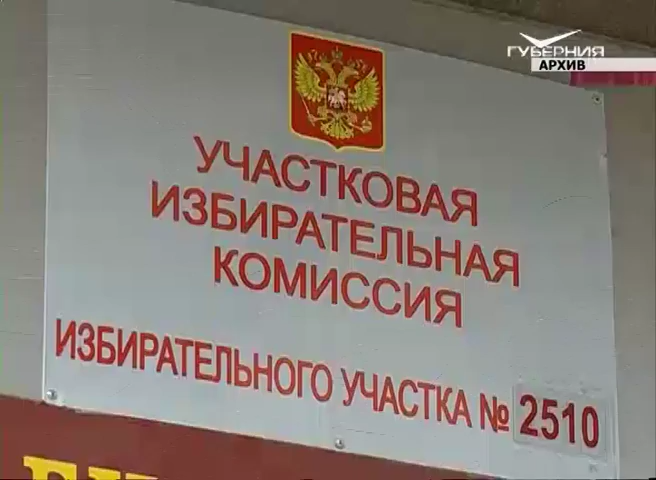 ГУБЕРНИЯ
АРХИВ
УЧАСТКОВАЯ
ИЗБИРАТЕЛЬНАЯ
КОМИССИЯ
ИЗБИРАТЕЛЬНОГО УЧАСТКА № 2510